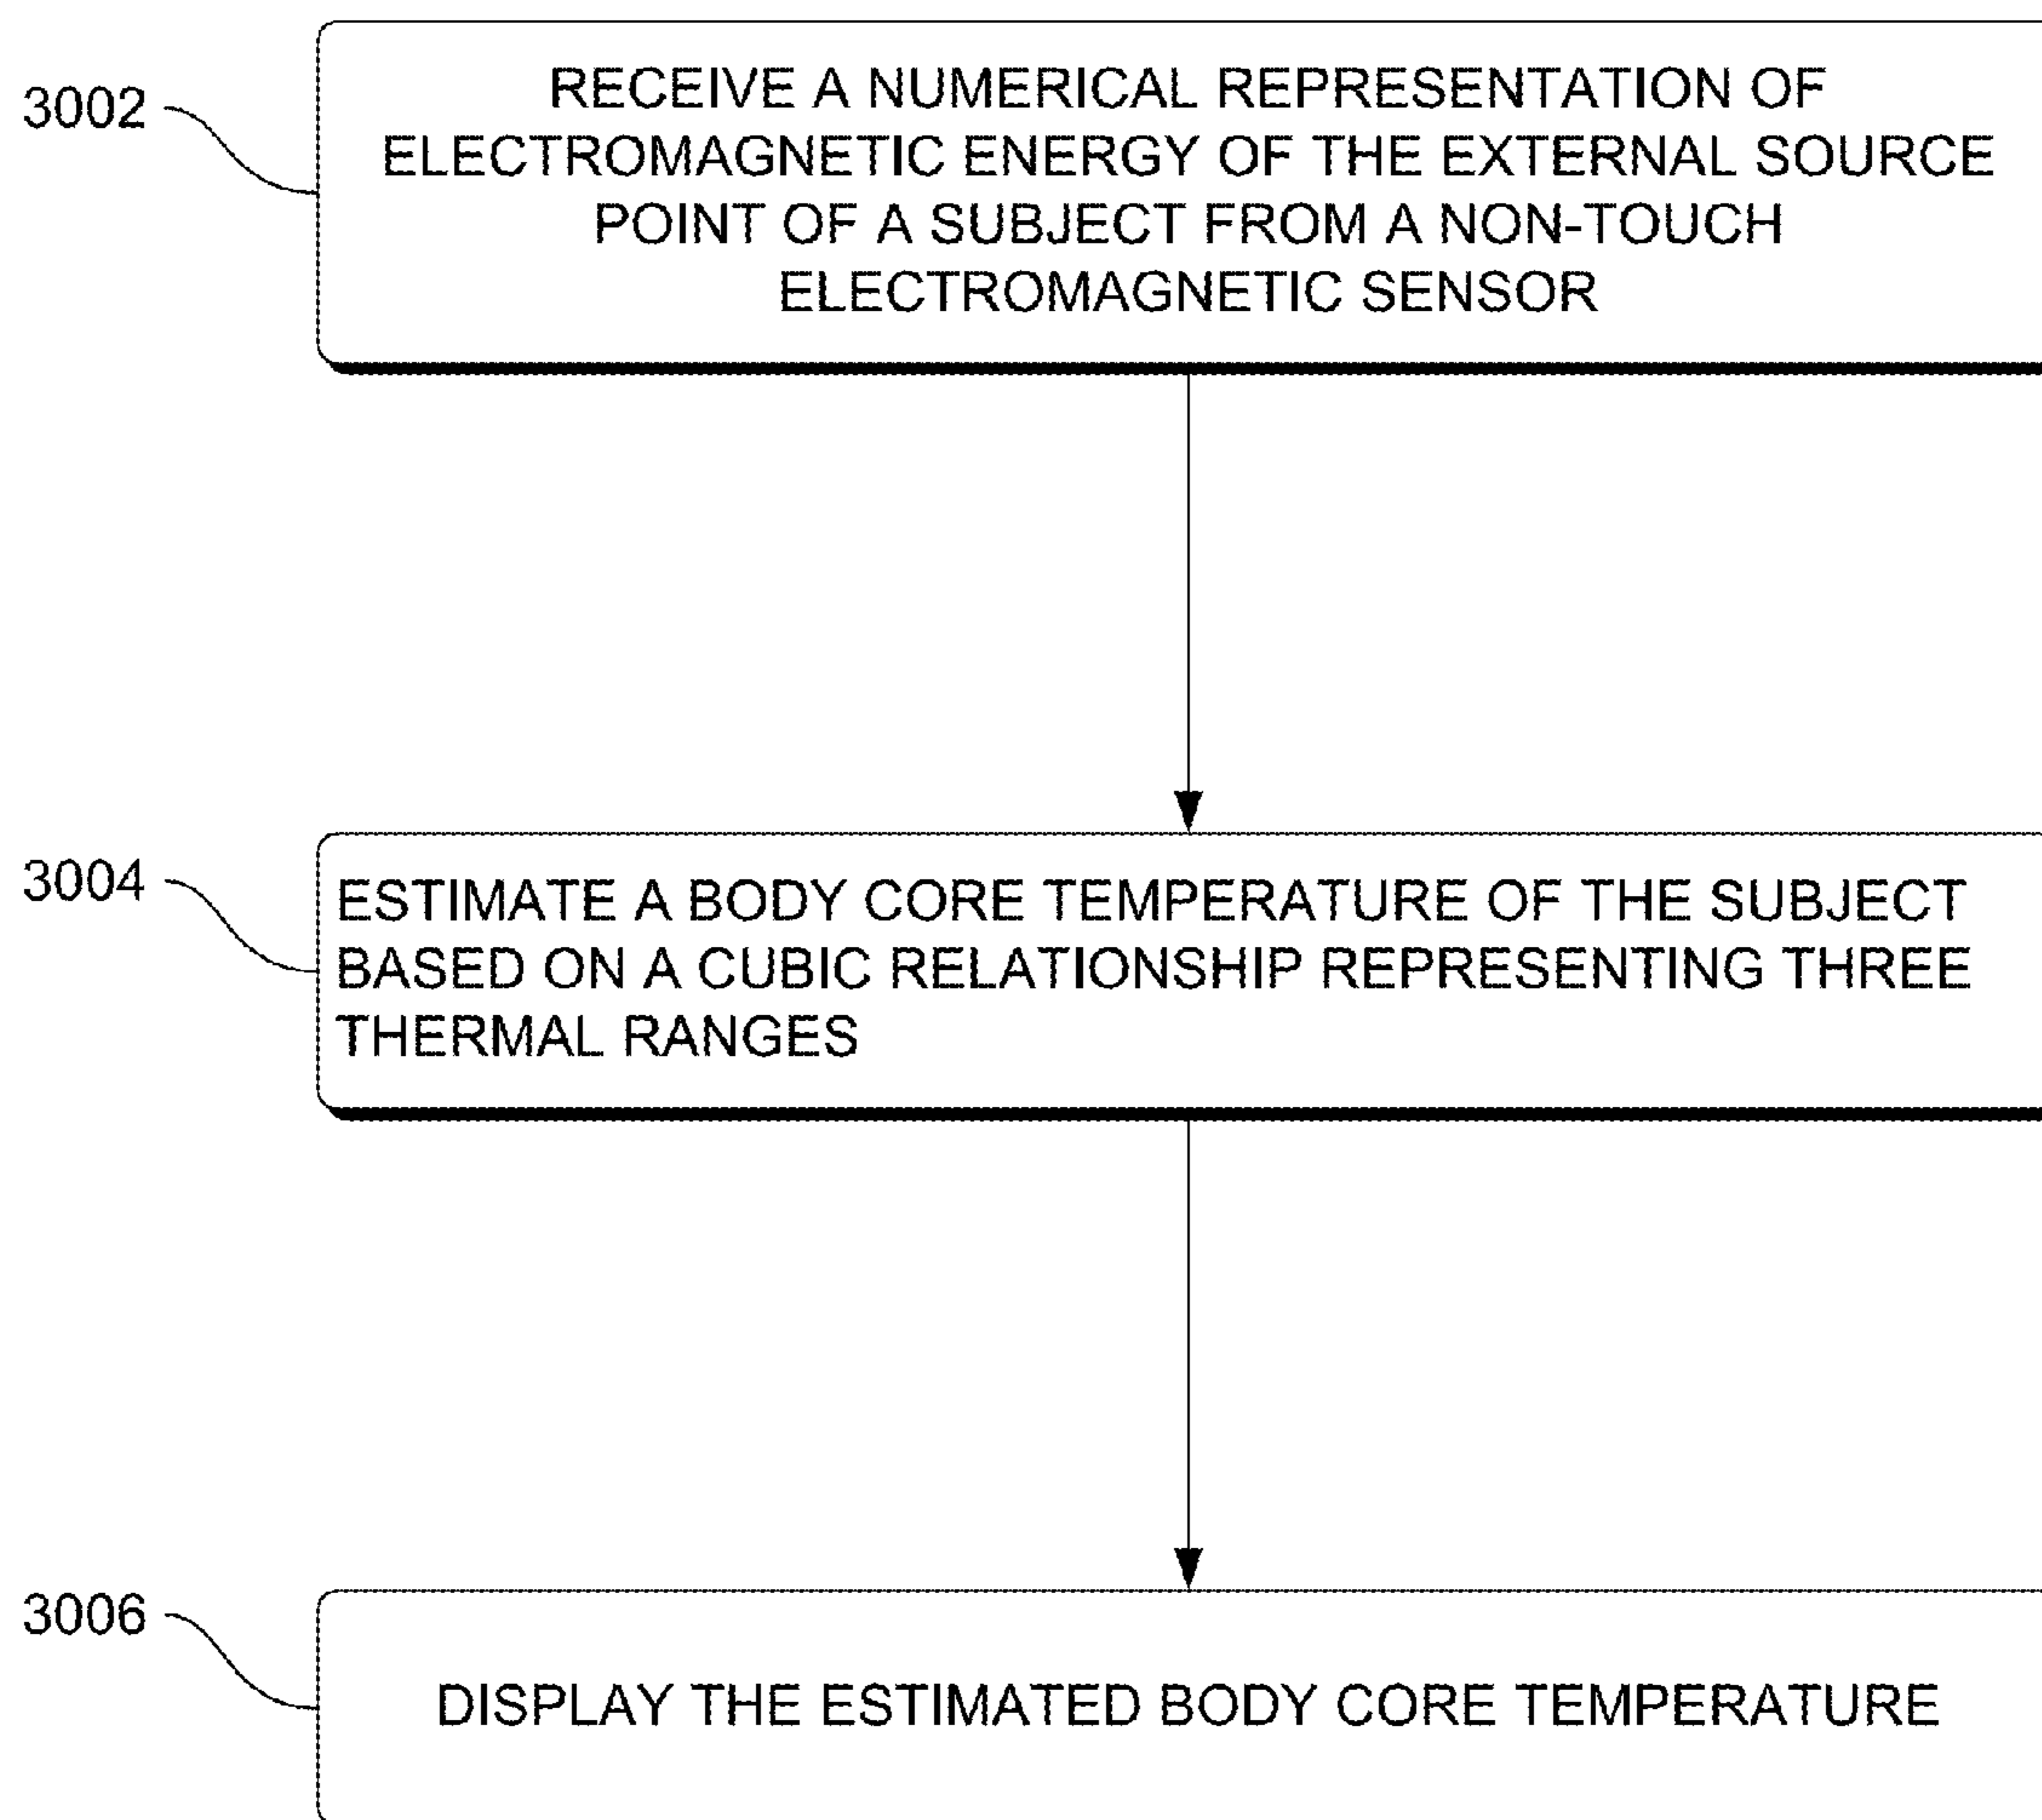 3002
RECEIVE A NUMERICAL REPRESENTATION OF
ELECTROMAGNETIC ENERGY OF THE EXTERNAL SOURCE
POINT OF A SUBJECT FROM A NON-TOUCH
ELECTROMAGNETIC SENSOR
3004
ESTIMATE A BODY CORE TEMPERATURE OF THE SUBJECT
BASED ON A CUBIC RELATIONSHIP REPRESENTING THREE
THERMAL RANGES
3006
DISPLAY THE ESTIMATED BODY CORE TEMPERATURE